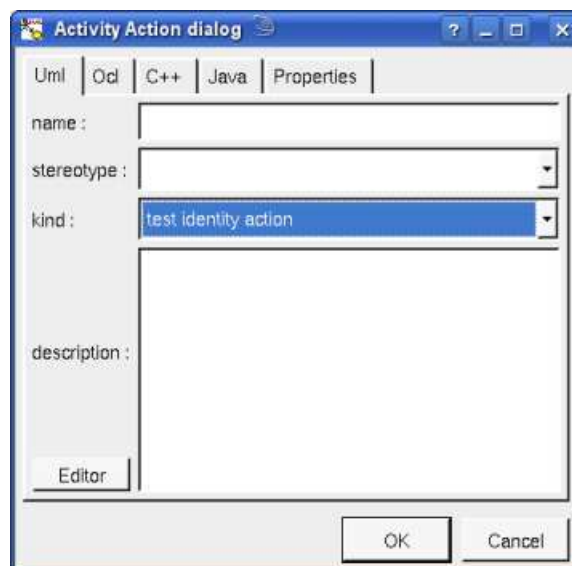 Activity Action dialog
?
Uml Ocl C++ Java Properties
name :
stereotype :
kind : test identity action
description :
Editor
OK Cancel